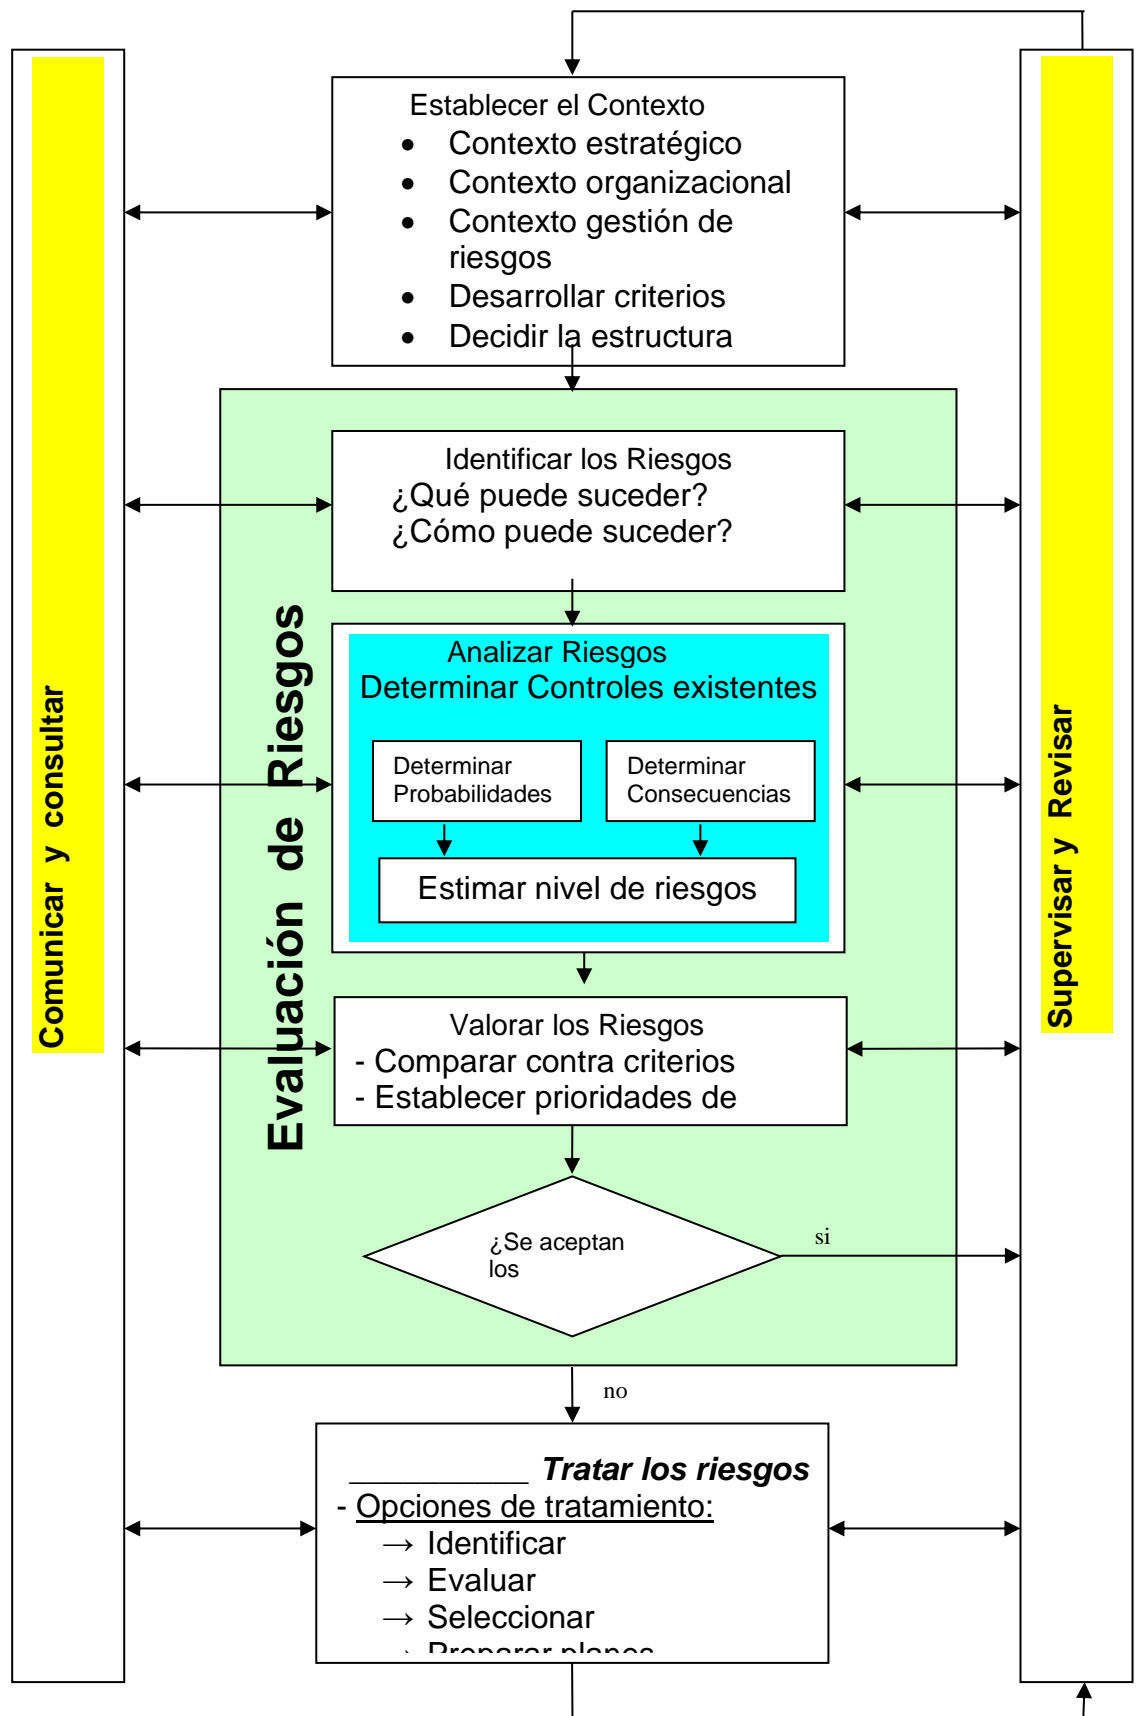 Establecer el Contexto
• Contexto estratégico
• Contexto organizacional
• Contexto gestión de
riesgos
• Desarrollar criterios
• Decidir la estructura
Identificar los Riesgos
¿Qué puede suceder?
¿Cómo puede suceder?
Analizar Riesgos
Determinar Controles existentes
Determinar
Probabilidades
Determinar
Consecuencias
Estimar nivel de riesgos
Valorar los Riesgos
- Comparar contra criterios
- Establecer prioridades de
¿Se aceptan
los
si
no
Tratar los riesgos
- Opciones de tratamiento:
→ Identificar
→ Evaluar
→ Seleccionar
→ Preparar planes
Comunicar y consultar
Evaluación de Riesgos
Supervisar y Revisar